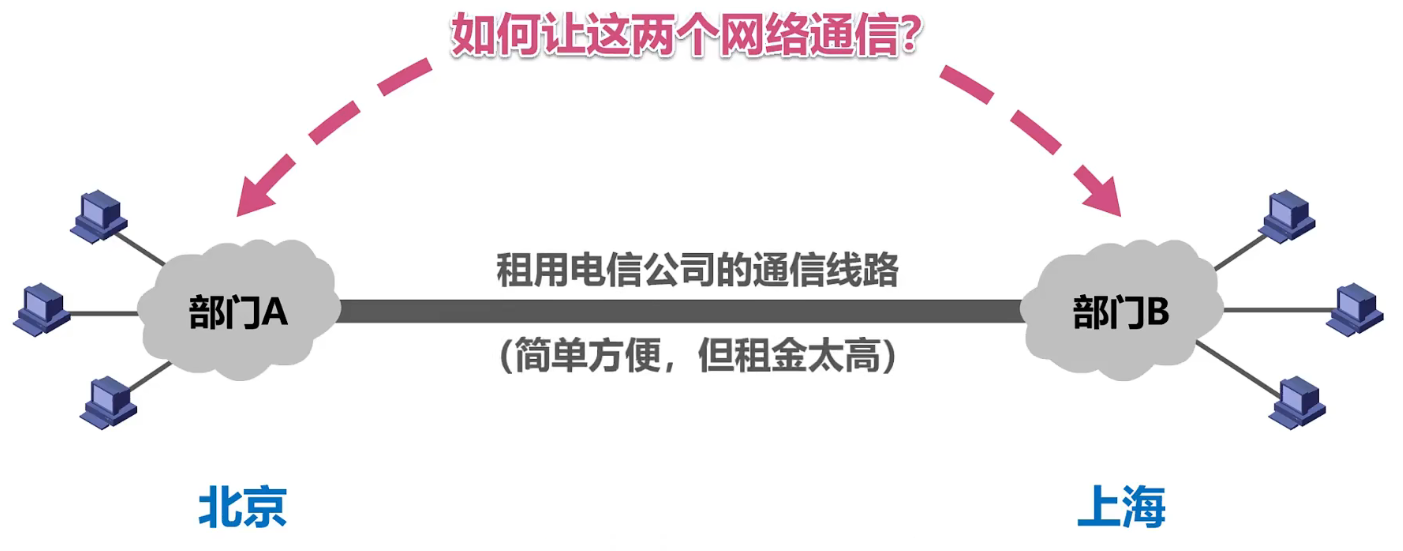 如何让这两个网络通信？
租用电信公司的通信线路
部门A
部门B
（简单方便，但租金太高）
北京
上海